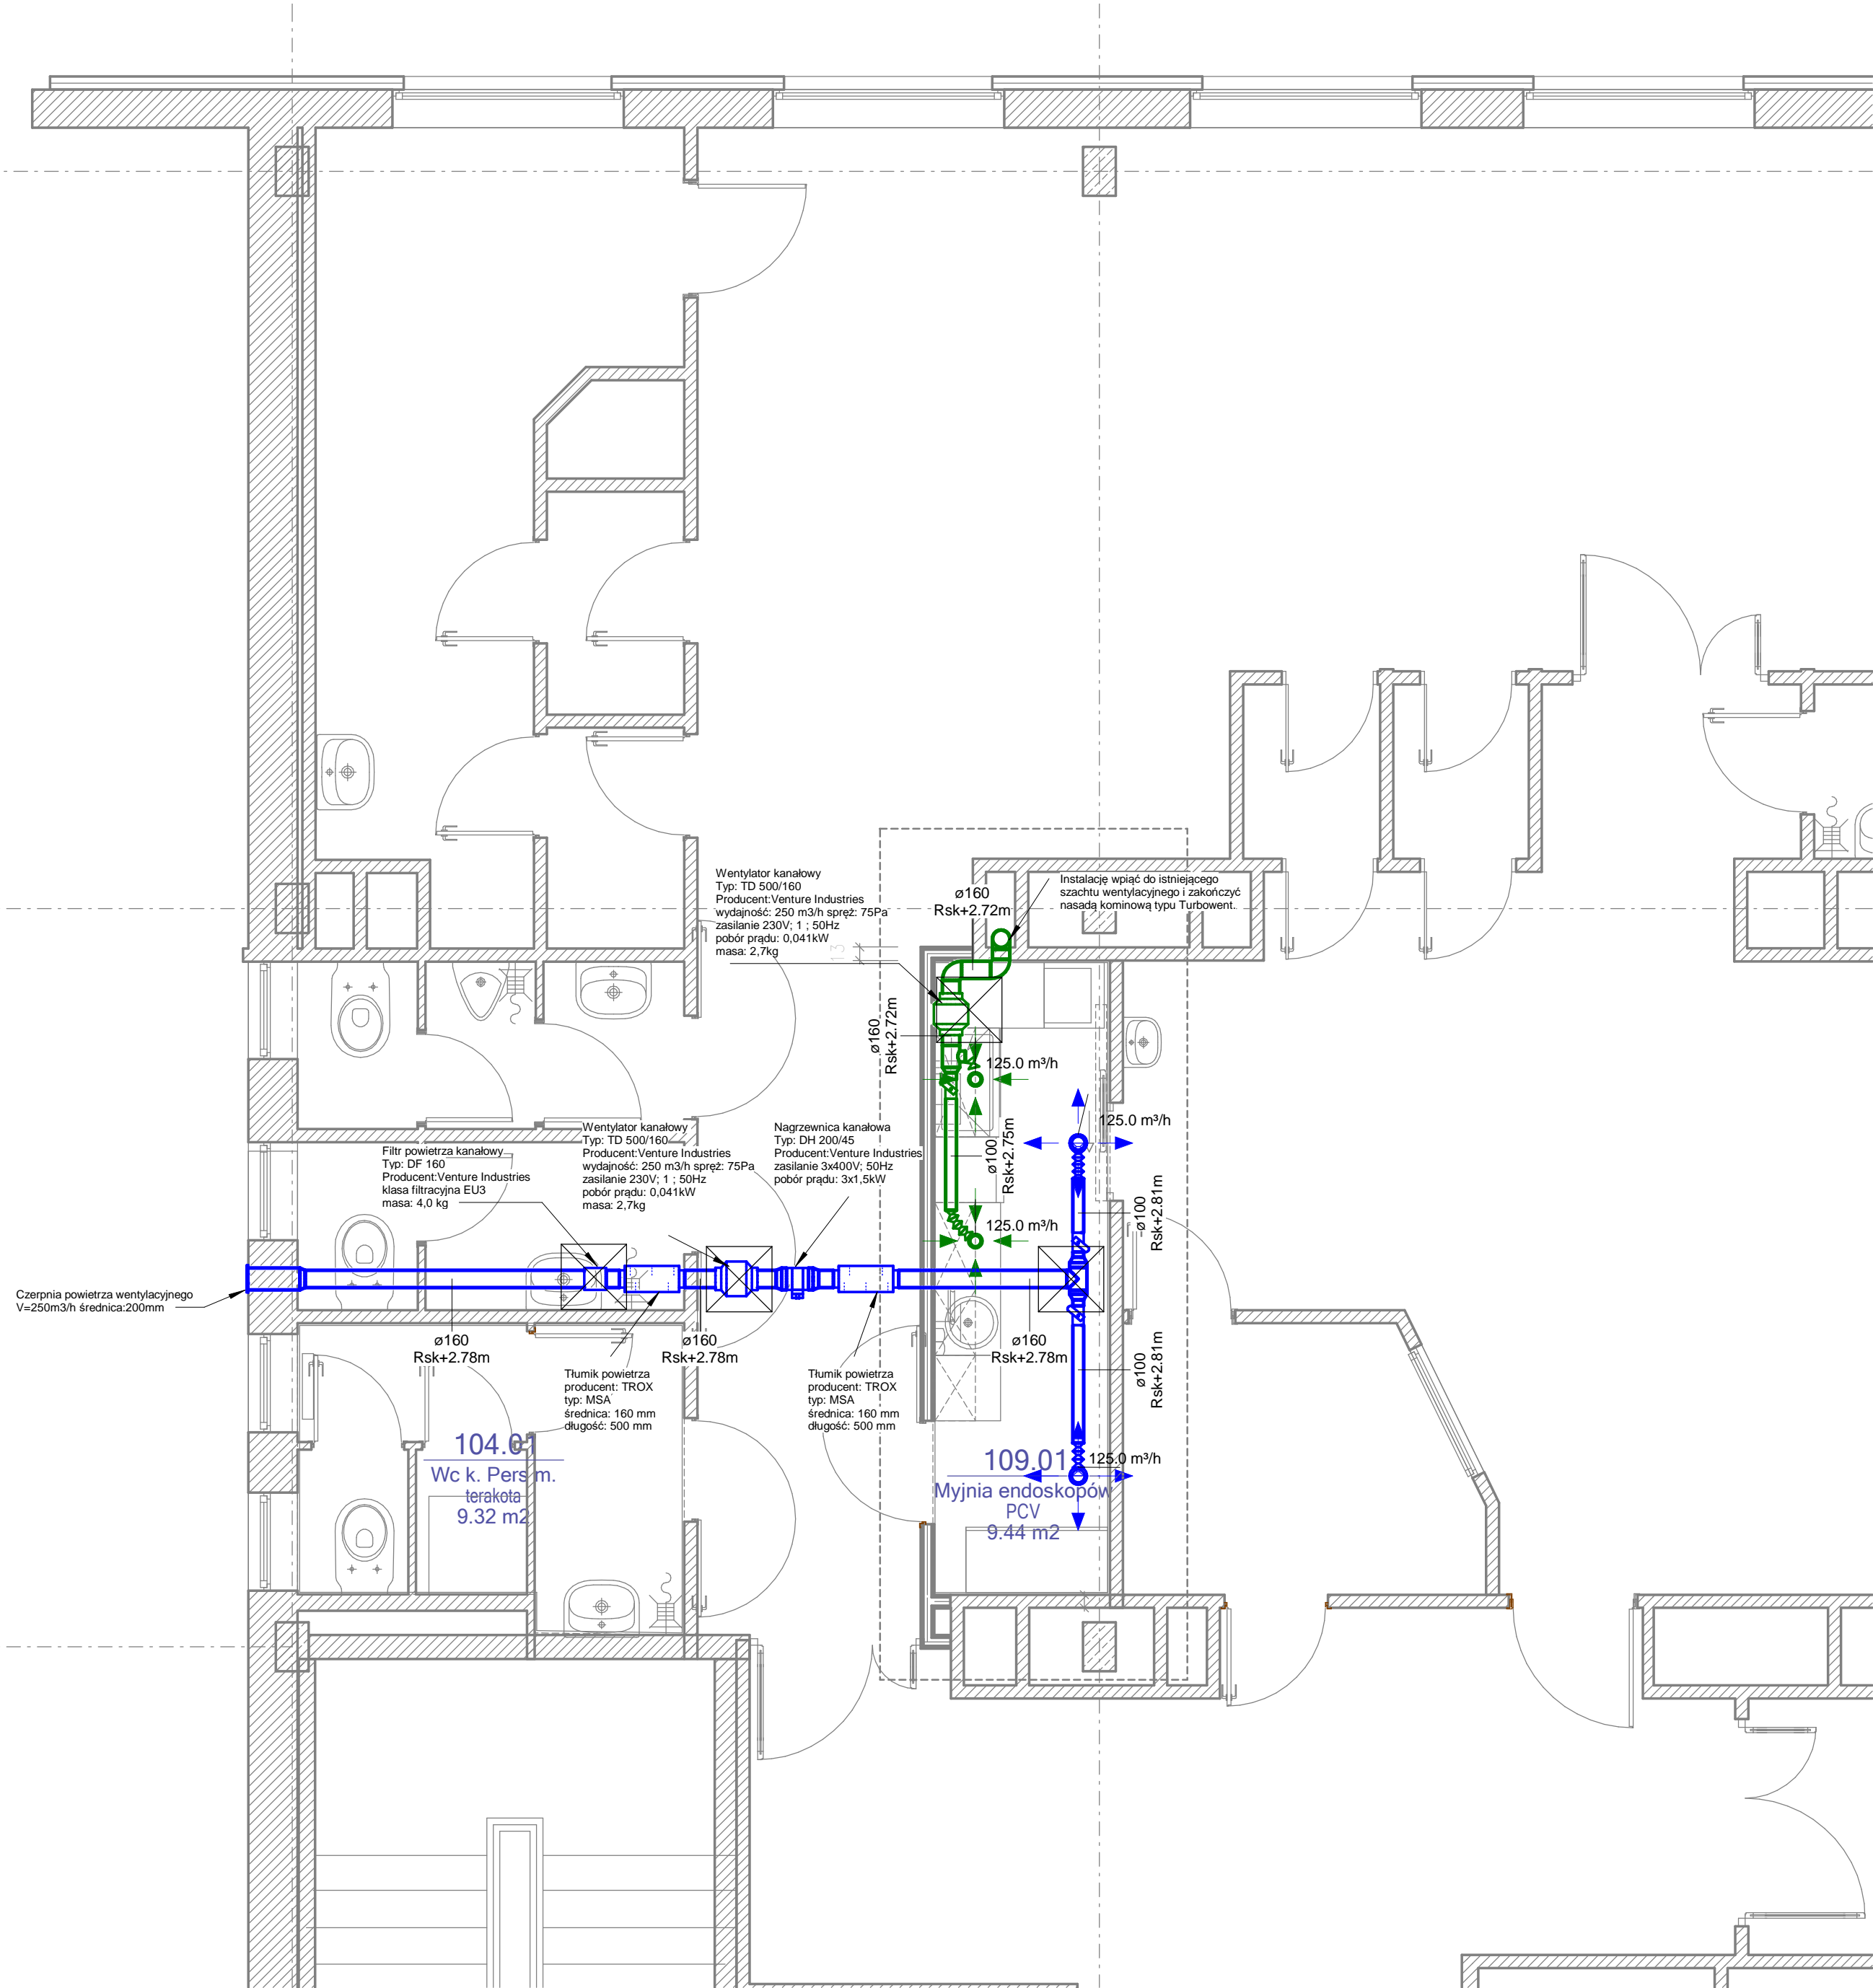 Wentylator kanałowy
Typ: TD 500/160
Producent:Venture Industries
wydajność: 250 m3/h spręż: 75Pa
zasilanie 230V; 1 ; 50Hz
pobór prądu: 0,041kW
masa: 2,7kg
ø160
Rsk+2.72m
Instalację wpiąć do istniejącego
szachtu wentylacyjnego i zakończyć
nasadą kominową typu Turbowent.
13
ø160
Rsk+2.72m
125.0 m³/h
ø100
Rsk+2.75m
125.0 m³/h
125.0 m³/h
ø100
Rsk+2.81m
Filtr powietrza kanałowy
Typ: DF 160
Producent:Venture Industries
klasa filtracyjna EU3
masa: 4,0 kg
Wentylator kanałowy
Typ: TD 500/160
Producent:Venture Industries
wydajność: 250 m3/h spręż: 75Pa
zasilanie 230V; 1 ; 50Hz
pobór prądu: 0,041kW
masa: 2,7kg
Nagrzewnica kanałowa
Typ: DH 200/45
Producent:Venture Industries
zasilanie 3x400V; 50Hz
pobór prądu: 3x1,5kW
Czerpnia powietrza wentylacyjnego
V=250m3/h średnica:200mm
ø160
Rsk+2.78m
ø160
Rsk+2.78m
ø160
Rsk+2.78m
ø100
Rsk+2.81m
Tłumik powietrza
producent: TROX
typ: MSA
średnica: 160 mm
długość: 500 mm
Tłumik powietrza
producent: TROX
typ: MSA
średnica: 160 mm
długość: 500 mm
104.01
Wc k. Pers m.
terakota
9.32 m2
109.01
Myjnia endoskopów
PCV
9.44 m2
125.0 m³/h